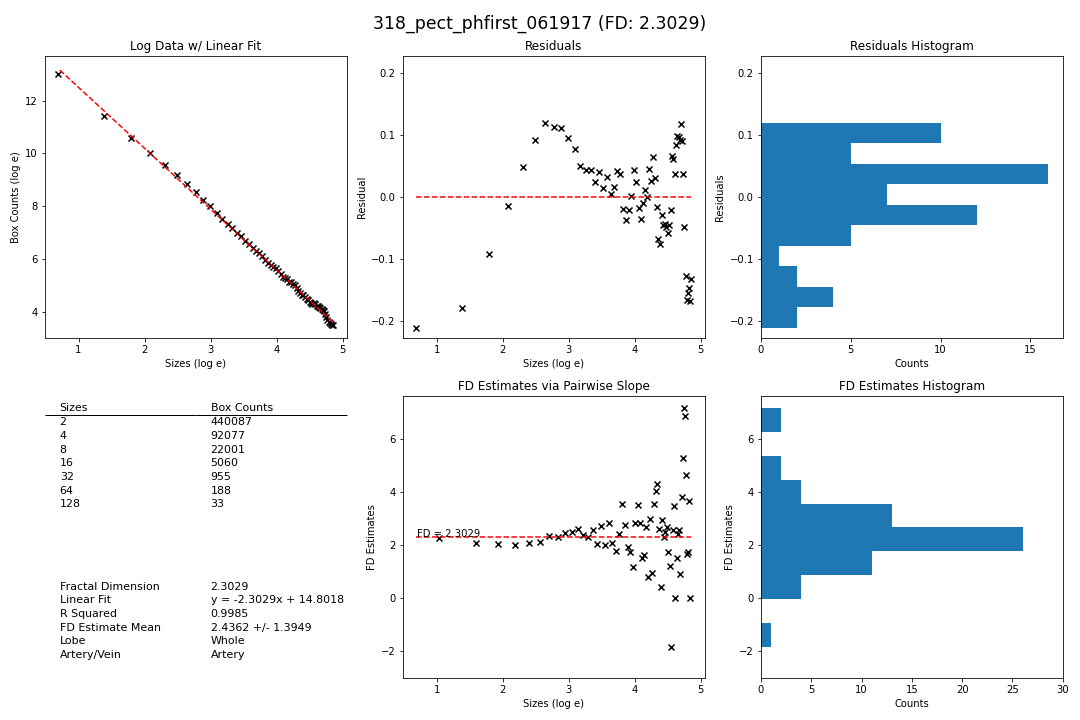 318_pect_phfirst_061917 (FD: 2.3029)
Log Data w/ Linear Fit
Box Counts (log e)
12
10
8
6
4
1 2 3 4 5
Sizes (log e)
Residuals
Residual
0.2
0.1
0.0
−0.1
−0.2
1 2 3 4 5
Sizes (log e)
Residuals Histogram
Residuals
0.2
0.1
0.0
−0.1
−0.2
0 5 10 15
Counts
Sizes Box Counts
2 440087
4 92077
8 22001
16 5060
32 955
64 188
128 33
Fractal Dimension 2.3029
Linear Fit y = -2.3029x + 14.8018
R Squared 0.9985
FD Estimate Mean 2.4362 +/- 1.3949
Lobe Whole
Artery/Vein Artery
FD Estimates via Pairwise Slope
FD Estimates
6
4
2
0
−2
FD = 2.3029
1 2 3 4 5
Sizes (log e)
FD Estimates Histogram
FD Estimates
6
4
2
0
−2
0 5 10 15 20 25 30
Counts